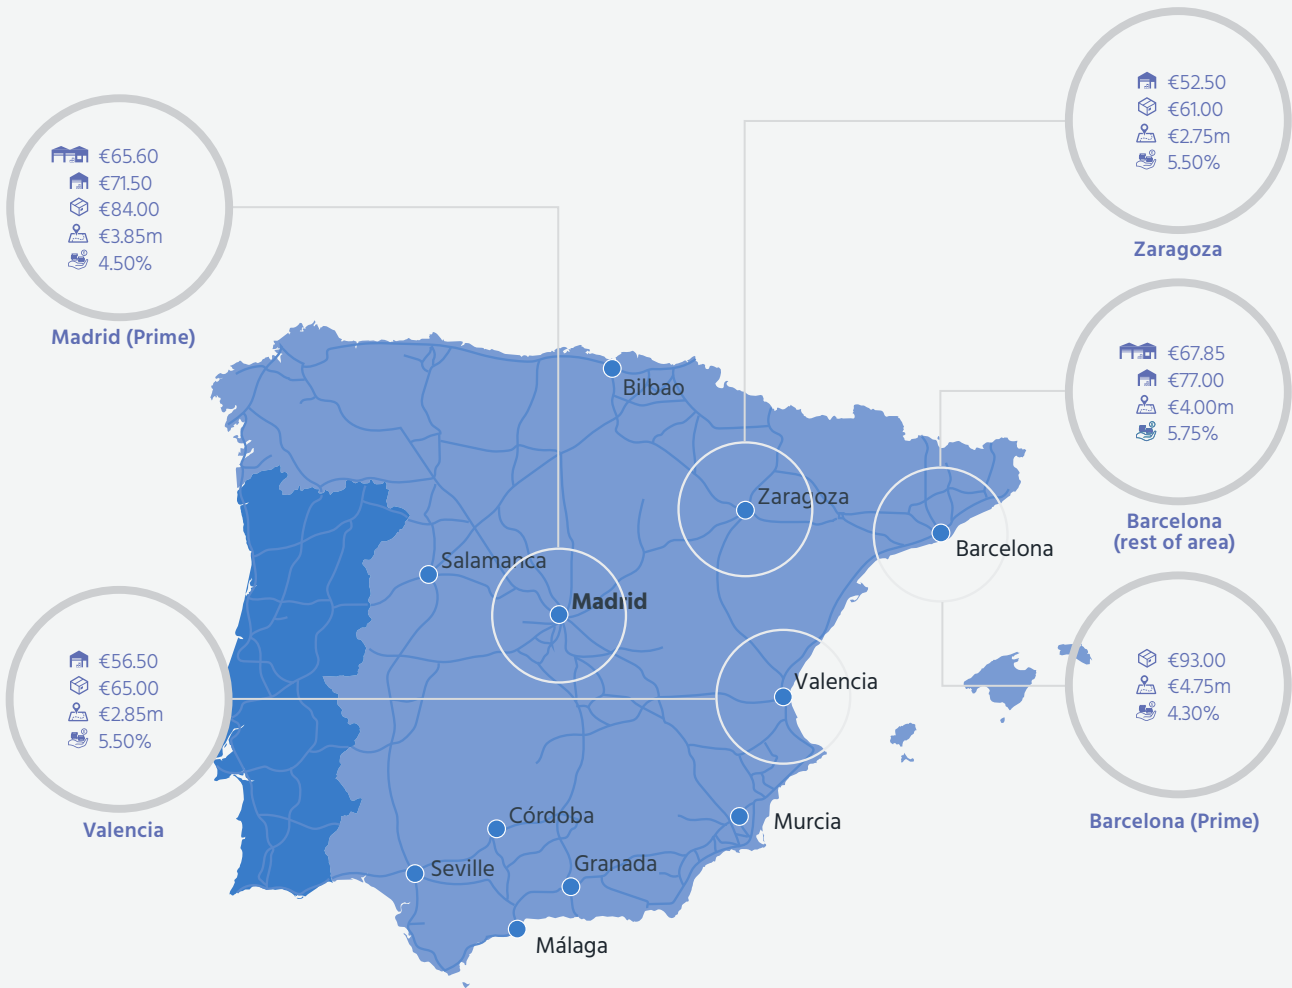 €52.50
€61.00
€2.75m
5.50%
Zaragoza
€65.60
€71.50
€84.00
€3.85m
4.50%
Madrid (Prime)
€67.85
€77.00
€4.00m
5.75%
Barcelona
(rest of area)
Bilbao
Zaragoza
Barcelona
Salamanca
Madrid
Valencia
€56.50
€65.00
€2.85m
5.50%
Valencia
€93.00
€4.75m
4.30%
Barcelona (Prime)
Córdoba
Murcia
Seville
Granada
Málaga